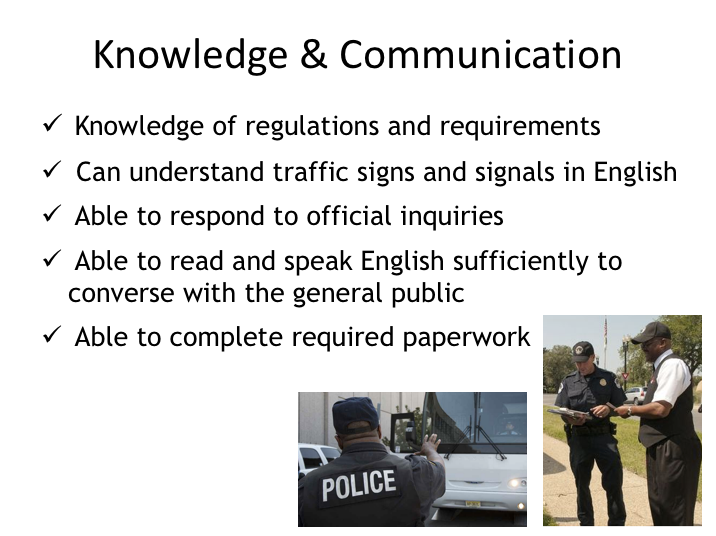 Knowledge & Communication
✓ Knowledge of regulations and requirements
✓ Can understand traffic signs and signals in English
✓ Able to respond to official inquiries
✓ Able to read and speak English sufficiently to
converse with the general public
✓ Able to complete required paperwork
POLICE